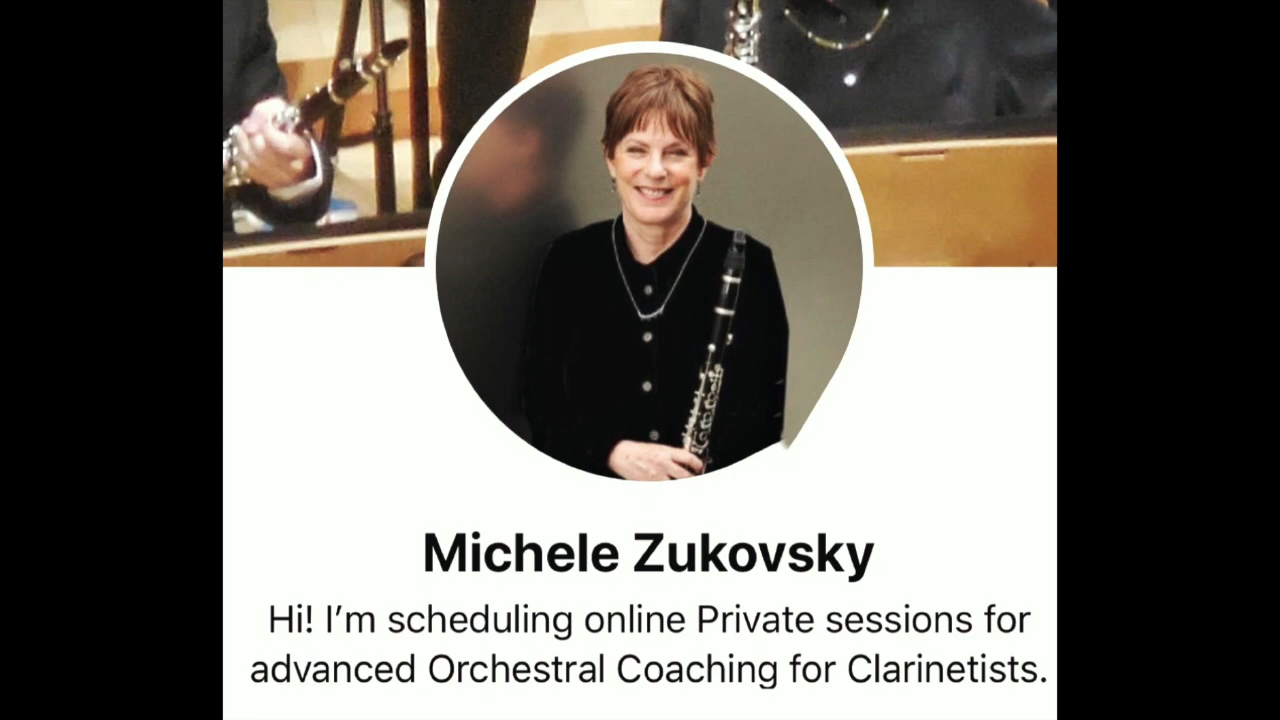 Michele Zukovsky
Hi! I’m scheduling online Private sessions for
advanced Orchestral Coaching for Clarinetists.